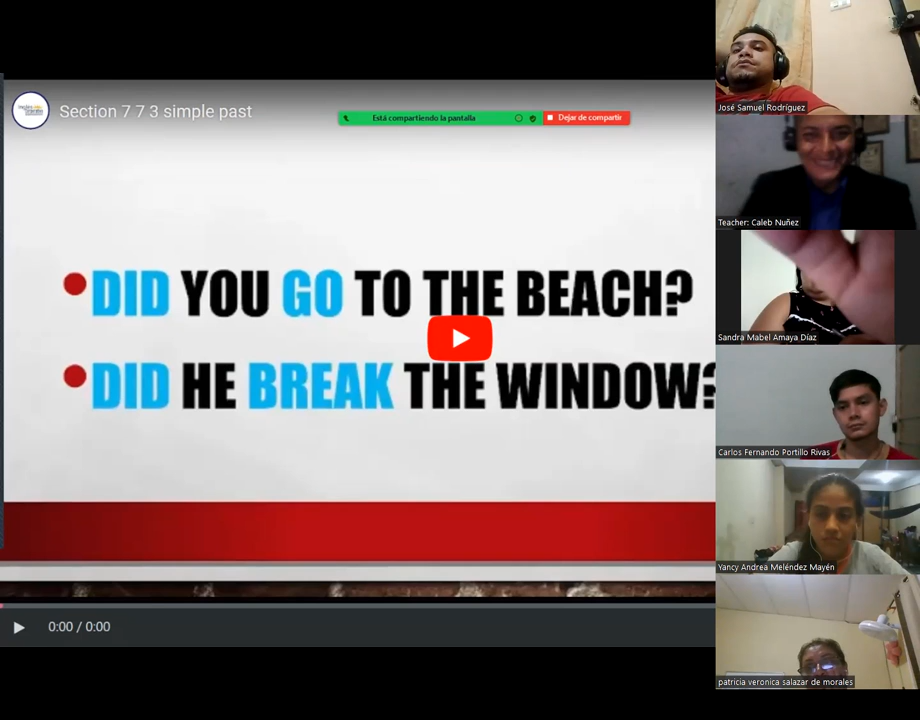 Section 7 7 3 simple past
Está compartiendo la pantalla
Dejar de compartir
DID YOU GO TO THE BEACH?
DID HE BREAK THE WINDOW?
0:00 / 0:00
José Samuel Rodríguez
Teacher: Caleb Nuñez
Sandra Mabel Amaya Díaz
Carlos Fernando Portillo Rivas
Yancy Andrea Meléndez Mayén
patricia veronica salazar de morales